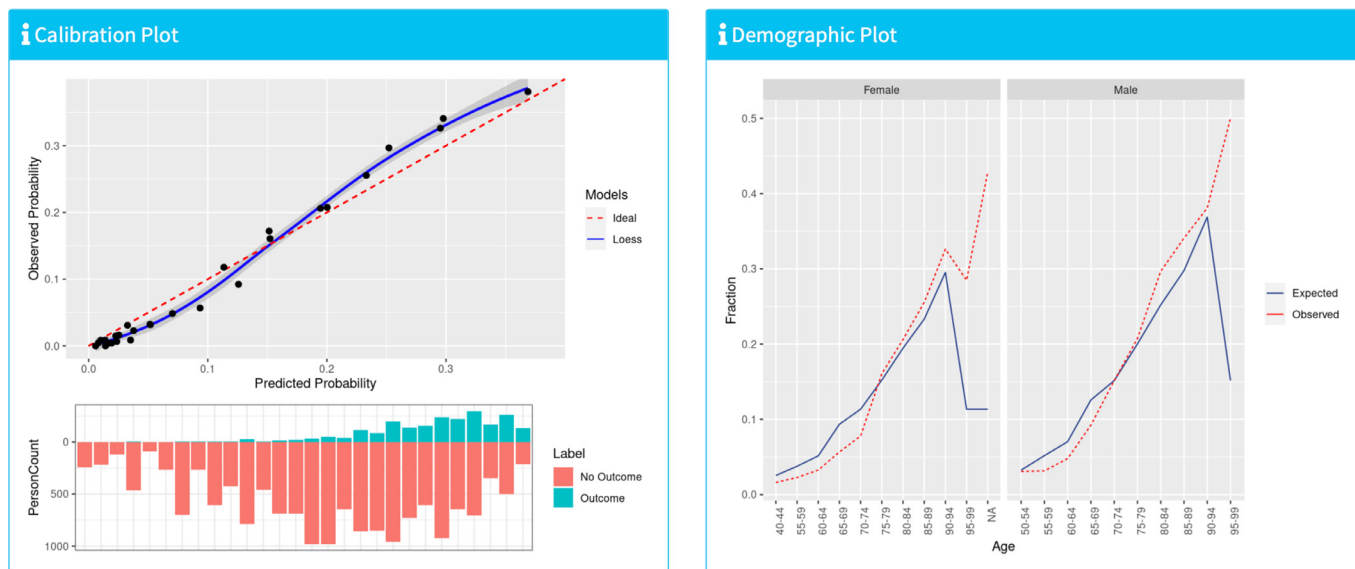 i Calibration Plot
Observed Probability
0.3
0.2
0.1
0.0
0.0 0.1 0.2 0.3
Predicted Probability
Models
Ideal
Loess
PersonCount
0
500
1000
Label
No Outcome
Outcome
i Demographic Plot
Female Male
Fraction
0.5
0.4
0.3
0.2
0.1
0.0
40-44 55-59 60-64 65-69 70-74 75-79 80-84 85-89 90-94 95-99 NA 50-54 55-59 60-64 65-69 70-74 75-79 80-84 85-89 90-94 95-99
Age
Expected
Observed